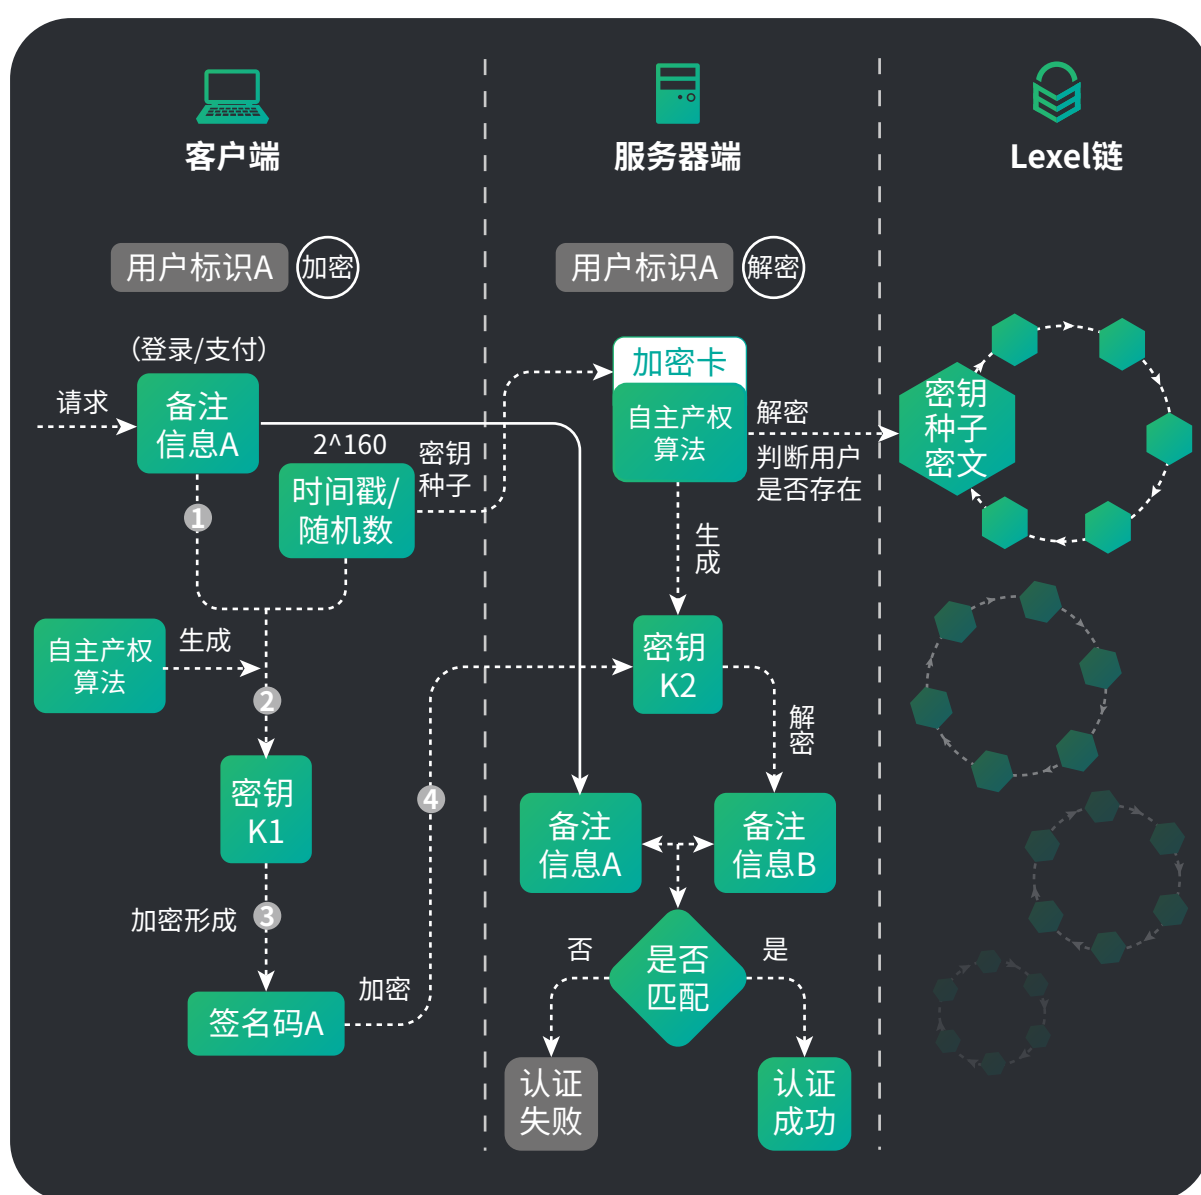 客户端
服务器端
Lexel链
用户标识A
加密
用户标识A
解密
（登录/支付）
请求
备注
信息A
2^160
时间戳/
随机数
密钥
种子
加密卡
自主产权
算法
解密
判断用户
是否存在
密钥
种子
密文
1
生
成
自主产权
算法
生成
2
密钥
K1
密钥
K2
解
密
4
备注
信息A
备注
信息B
加密形成
3
签名码A
加密
否
是否
匹配
是
认证
失败
认证
成功